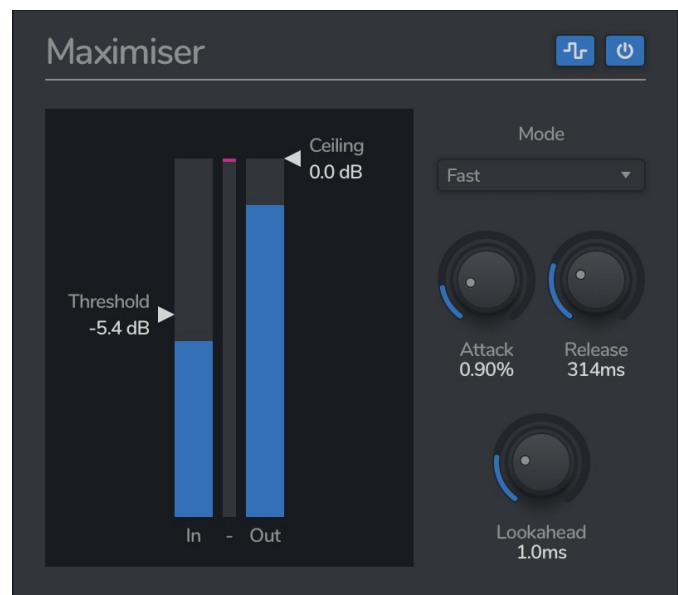 Maximiser
Ceiling
0.0 dB
Threshold
-5.4 dB
In - Out
Mode
Fast
Attack
0.90%
Release
314ms
Lookahead
1.0ms